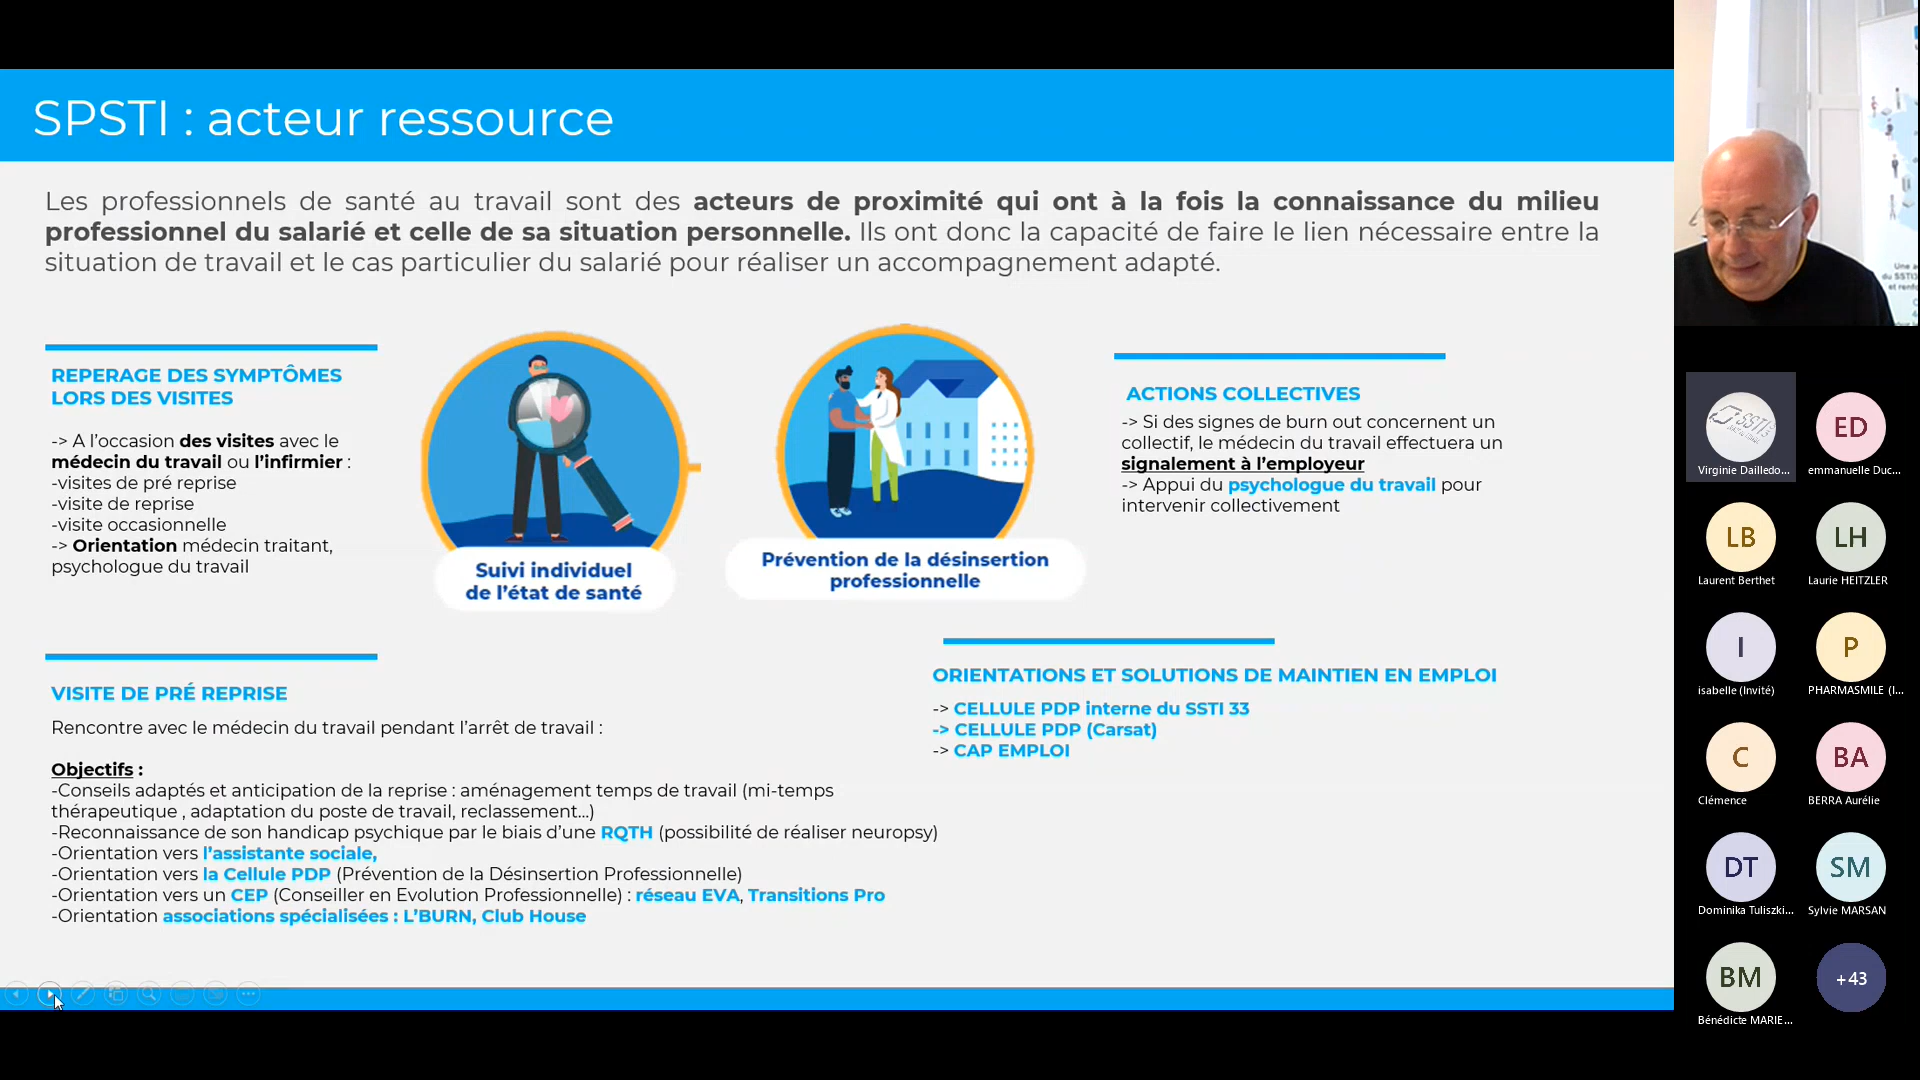 SPSTI : acteur ressource
Les professionnels de santé au travail sont des acteurs de proximité qui ont à la fois la connaissance du milieu
professionnel du salarié et celle de sa situation personnelle. Ils ont donc la capacité de faire le lien nécessaire entre la
situation de travail et le cas particulier du salarié pour réaliser un accompagnement adapté.
REPERAGE DES SYMPTÔMES
LORS DES VISITES
-> A l’occasion des visites avec le
médecin du travail ou l’infirmier :
-visites de pré reprise
-visite de reprise
-visite occasionnelle
-> Orientation médecin traitant,
psychologue du travail
Suivi individuel
de l’état de santé
Prévention de la désinsertion
professionnelle
ACTIONS COLLECTIVES
-> Si des signes de burn out concernent un
collectif, le médecin du travail effectuera un
signalement à l’employeur
-> Appui du psychologue du travail pour
intervenir collectivement
VISITE DE PRÉ REPRISE
Rencontre avec le médecin du travail pendant l’arrêt de travail :
Objectifs :
-Conseils adaptés et anticipation de la reprise : aménagement temps de travail (mi-temps
thérapeutique , adaptation du poste de travail, reclassement…)
-Reconnaissance de son handicap psychique par le biais d’une RQTH (possibilité de réaliser neuropsy)
-Orientation vers l’assistante sociale,
-Orientation vers la Cellule PDP (Prévention de la Désinsertion Professionnelle)
-Orientation vers un CEP (Conseiller en Evolution Professionnelle) : réseau EVA, Transitions Pro
-Orientation associations spécialisées : L’BURN, Club House
ORIENTATIONS ET SOLUTIONS DE MAINTIEN EN EMPLOI
-> CELLULE PDP interne du SSTI 33
-> CELLULE PDP (Carsat)
-> CAP EMPLOI
Une
du SSTI
et renf
Virginie Dailledo...
ED
emmanuelle Duc...
LB
Laurent Berthet
LH
Laurie HEITZLER
I
isabelle (Invité)
P
PHARMASMILE (I...
C
Clémence
BA
BERRA Aurélie
DT
Dominika Tuliszki...
SM
Sylvie MARSAN
BM
Bénédicte MARIE...
+43